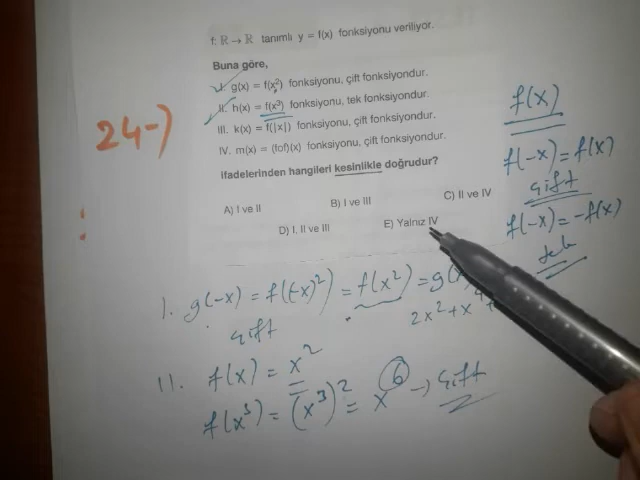 f: R → R tanımlı y = f(x) fonksiyonu veriliyor.
Buna göre,
I. g(x) = f(x²) fonksiyonu, çift fonksiyondur.
II. h(x) = f(x³) fonksiyonu, tek fonksiyondur.
III. k(x) = f(|x|) fonksiyonu, çift fonksiyondur.
IV. m(x) = (fof)(x) fonksiyonu, çift fonksiyondur.
ifadelerinden hangileri kesinlikle doğrudur?
A) I ve II B) I ve III C) II ve IV
D) I, II ve III E) Yalnız IV
24-)
f(x)
f(-x) = f(x)
çift
f(-x) = -f(x)
tek
I. g(-x) = f((-x)²) = f(x²) = g(x)
çift 2x² + x⁴
II. f(x) = x²
f(x³) = (x³)² = x⁶ → çift